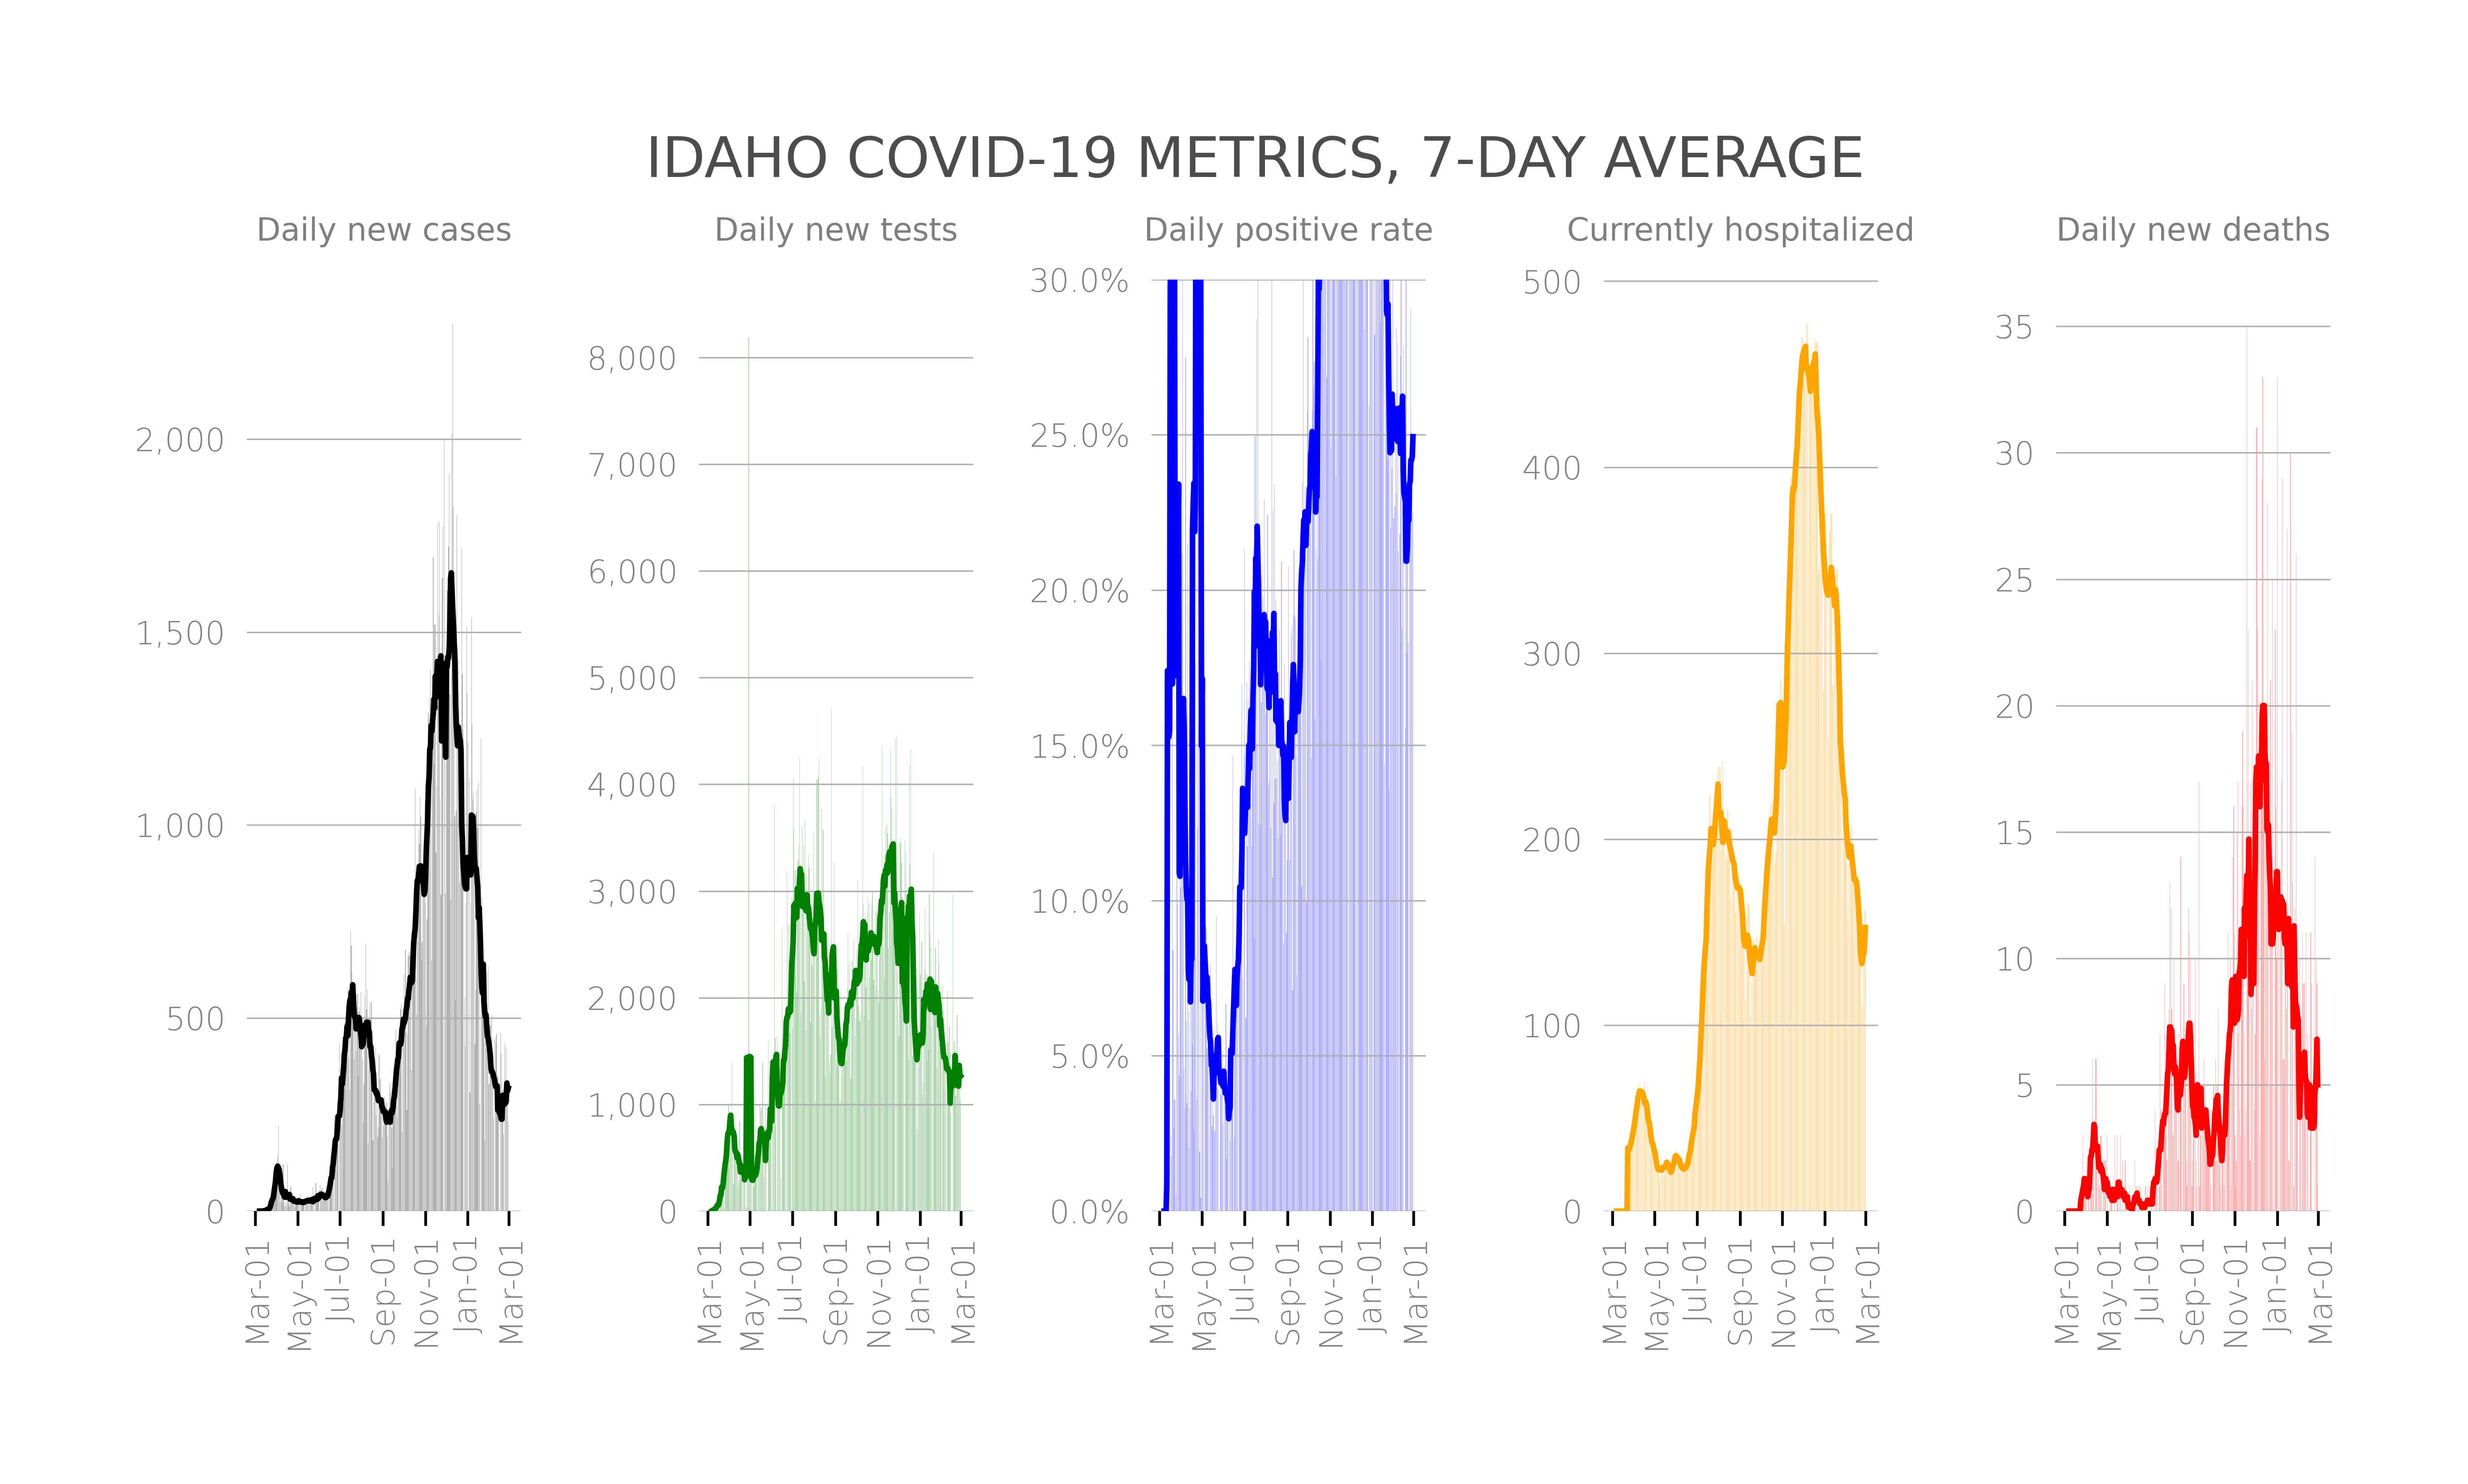 IDAHO COVID-19 METRICS, 7-DAY AVERAGE
Daily new cases
2,000
1,500
1,000
500
0
Mar-01
May-01
Jul-01
Sep-01
Nov-01
Jan-01
Mar-01
Daily new tests
8,000
7,000
6,000
5,000
4,000
3,000
2,000
1,000
0
Mar-01
May-01
Jul-01
Sep-01
Nov-01
Jan-01
Mar-01
Daily positive rate
30.0%
25.0%
20.0%
15.0%
10.0%
5.0%
0.0%
Mar-01
May-01
Jul-01
Sep-01
Nov-01
Jan-01
Mar-01
Currently hospitalized
500
400
300
200
100
0
Mar-01
May-01
Jul-01
Sep-01
Nov-01
Jan-01
Mar-01
Daily new deaths
35
30
25
20
15
10
5
0
Mar-01
May-01
Jul-01
Sep-01
Nov-01
Jan-01
Mar-01